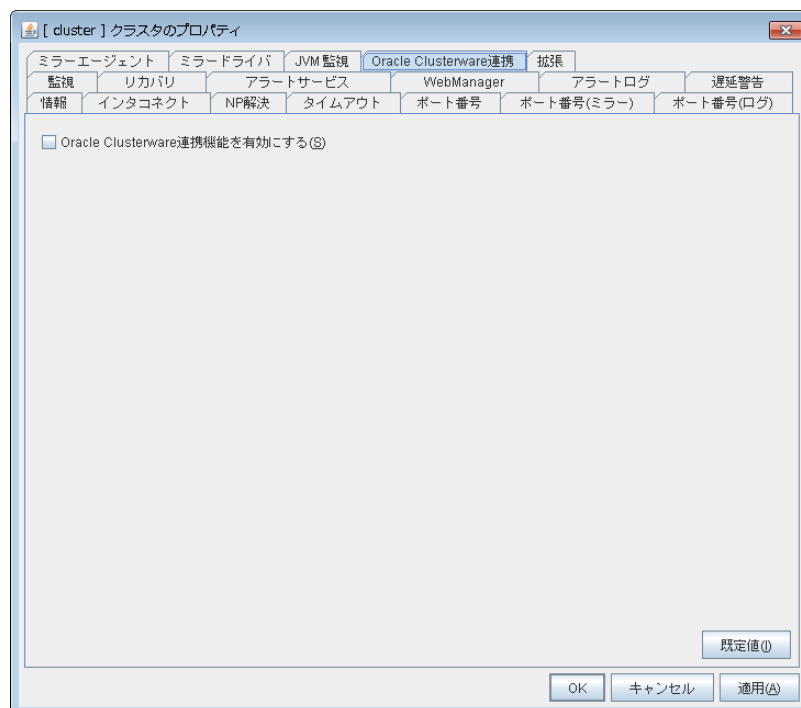 [ cluster ] クラスタのプロパティ
ミラーエージェント ミラードライバ JVM 監視 Oracle Clusterware連携 拡張
監視 リカバリ アラートサービス WebManager アラートログ 遅延警告
情報 インタコネクト NP解決 タイムアウト ポート番号 ポート番号(ミラー) ポート番号(ログ)
Oracle Clusterware連携機能を有効にする(S)
既定値(I)
OK キャンセル 適用(A)